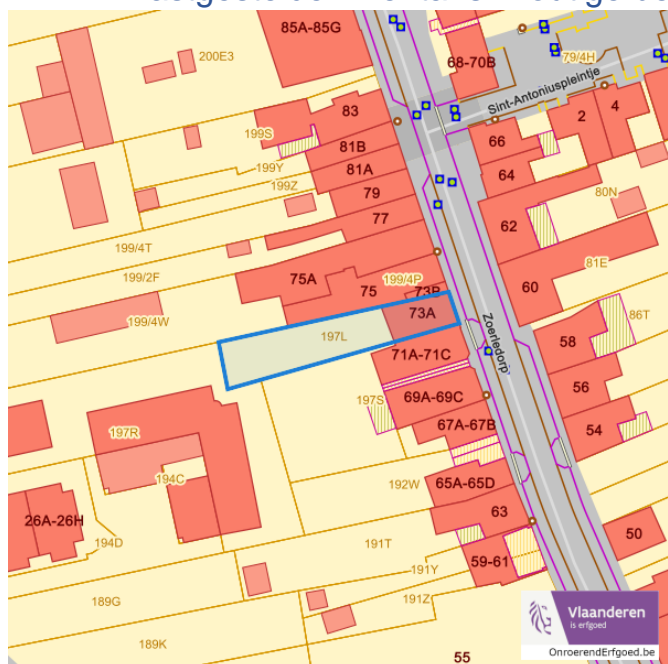 85A-85G
68-70B
79/4H
200E3
Sint-Antoniuspleintje
83
2
4
199S
81B
66
199Y
81A
64
199Z
79
80N
77
62
199/4T
81E
199/2F
75A
199/4P
60
75
73B
86T
199/4W
73A
197L
Zoerledorp
58
71A-71C
56
197S
69A-69C
67A-67B
54
197R
194C
192W
65A-65D
26A-26H
63
50
194D
191T
59-61
191Y
189G
191Z
Vlaanderen
is erfgoed
189K
55
OnroerendErfgoed.be